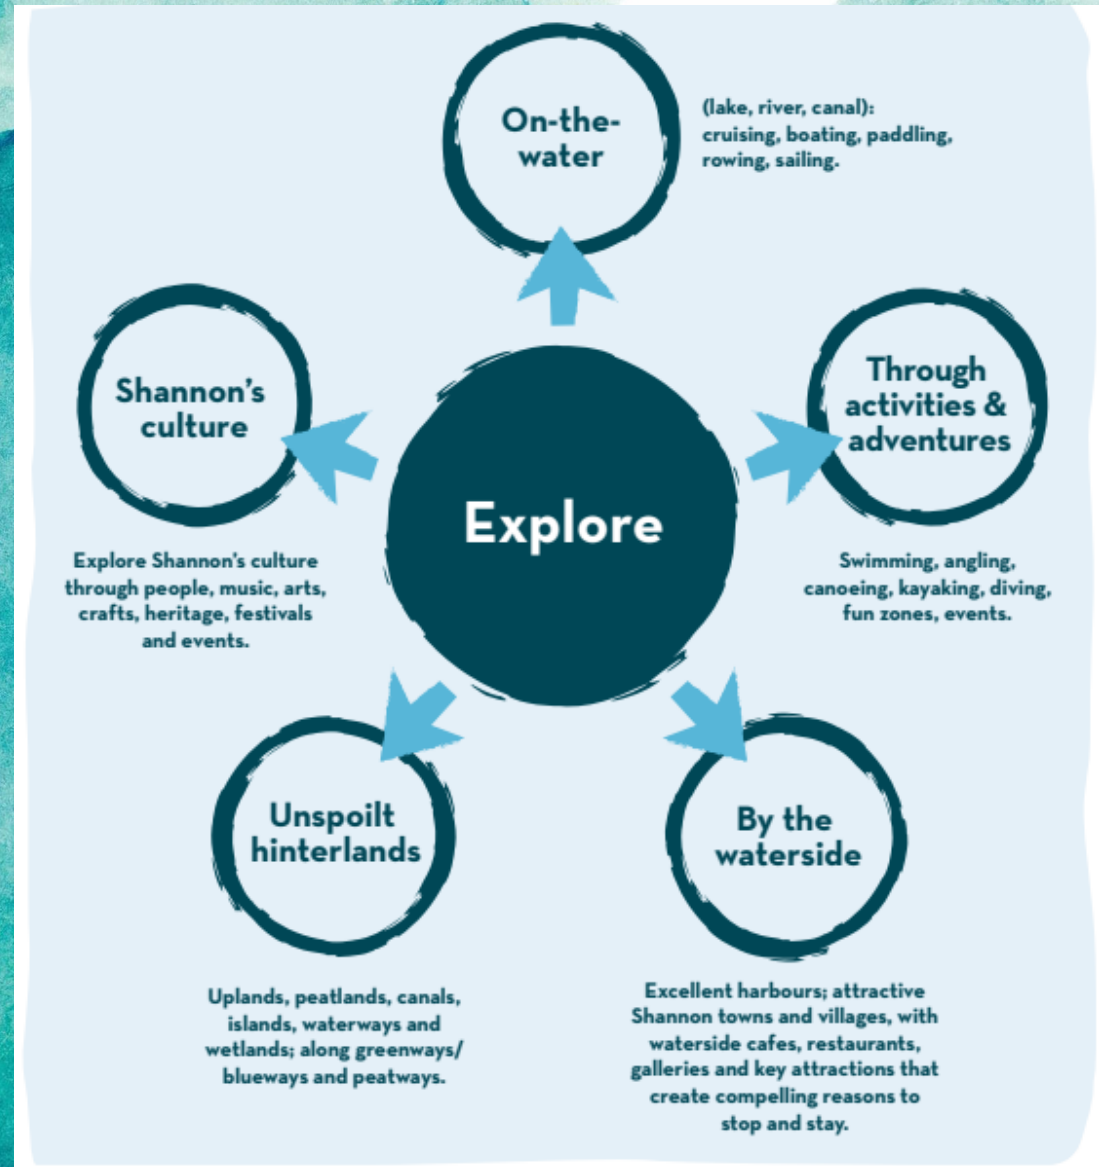 On-the-
water
(lake, river, canal):
cruising, boating, paddling,
rowing, sailing.
Shannon's
culture
Explore Shannon's culture
through people, music, arts,
crafts, heritage, festivals
and events.
Explore
Through
activities &
adventures
Swimming, angling,
canoeing, kayaking, diving,
fun zones, events.
Unspoilt
hinterlands
Uplands, peatlands, canals,
islands, waterways and
wetlands; along greenways/
blueways and peatways.
By the
waterside
Excellent harbours; attractive
Shannon towns and villages, with
waterside cafes, restaurants,
galleries and key attractions that
create compelling reasons to
stop and stay.